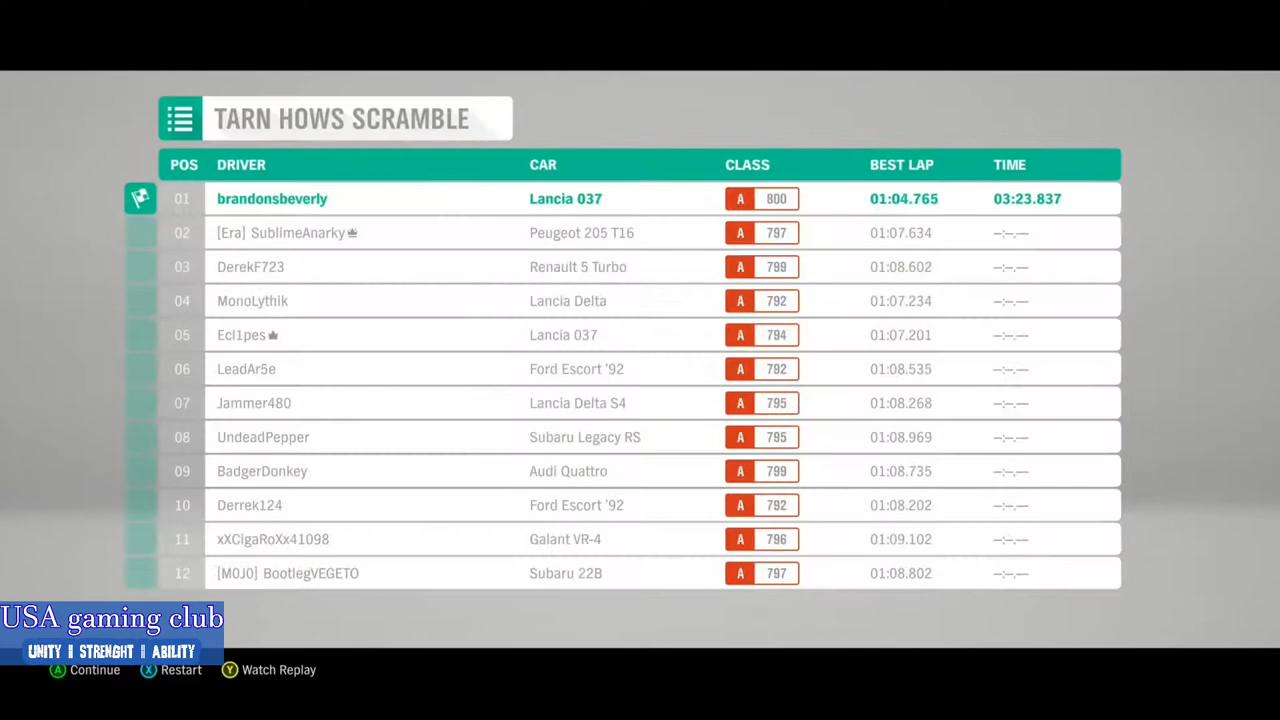 TARN HOWS SCRAMBLE
POS DRIVER CAR CLASS BEST LAP TIME
01 brandonsbeverly Lancia 037 A 800 01:04.765 03:23.837
02 [Era] SublimeAnarky Peugeot 205 T16 A 797 01:07.634 --:--.---
03 DerekF723 Renault 5 Turbo A 799 01:08.602 --:--.---
04 MonoLythik Lancia Delta A 792 01:07.234 --:--.---
05 Ecl1pes Lancia 037 A 794 01:07.201 --:--.---
06 LeadAr5e Ford Escort '92 A 792 01:08.535 --:--.---
07 Jammer480 Lancia Delta S4 A 795 01:08.268 --:--.---
08 UndeadPepper Subaru Legacy RS A 795 01:08.969 --:--.---
09 BadgerDonkey Audi Quattro A 799 01:08.735 --:--.---
10 Derrek124 Ford Escort '92 A 792 01:08.202 --:--.---
11 xXCigaRoXx41098 Galant VR-4 A 796 01:09.102 --:--.---
12 [M0J0] BootlegVEGETO Subaru 22B A 797 01:08.802 --:--.---
USA gaming club
UNITY || STRENGHT || ABILITY
A Continue X Restart Y Watch Replay